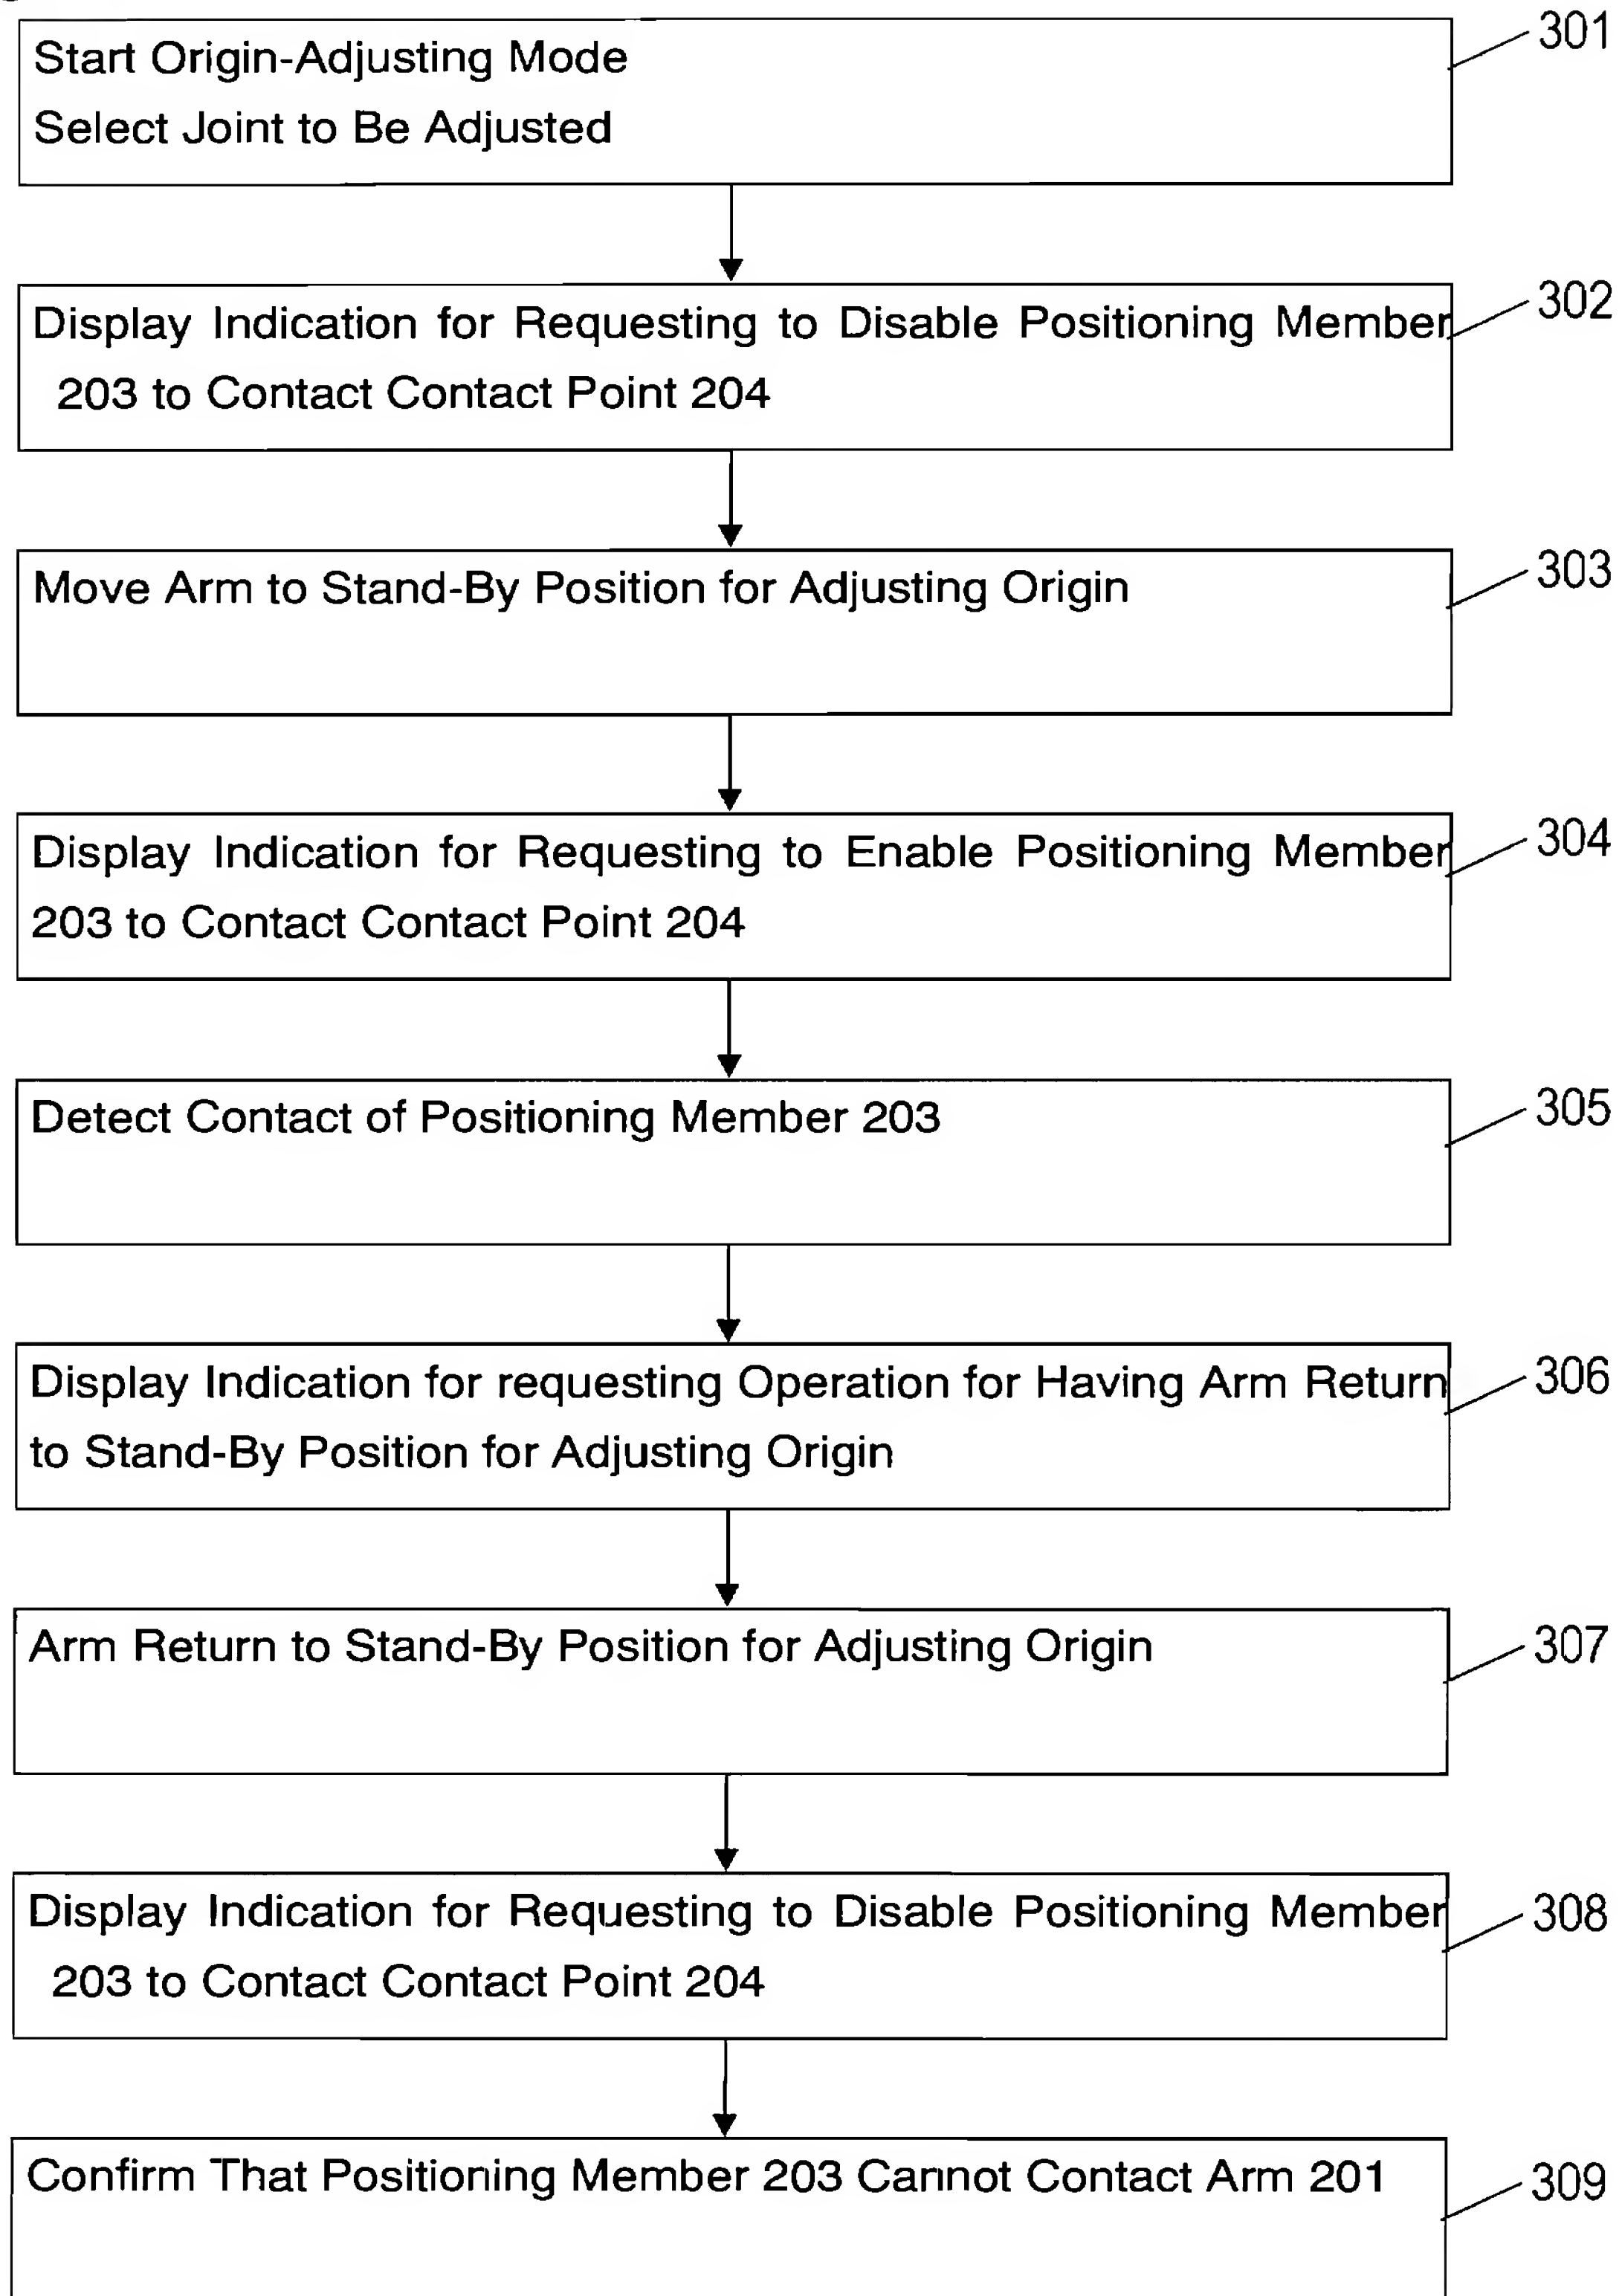 Start Origin-Adjusting Mode
Select Joint to Be Adjusted
301
Display Indication for Requesting to Disable Positioning Member
203 to Contact Contact Point 204
302
Move Arm to Stand-By Position for Adjusting Origin
303
Display Indication for Requesting to Enable Positioning Member
203 to Contact Contact Point 204
304
Detect Contact of Positioning Member 203
305
Display Indication for requesting Operation for Having Arm Return
to Stand-By Position for Adjusting Origin
306
Arm Return to Stand-By Position for Adjusting Origin
307
Display Indication for Requesting to Disable Positioning Member
203 to Contact Contact Point 204
308
Confirm That Positioning Member 203 Cannot Contact Arm 201
309